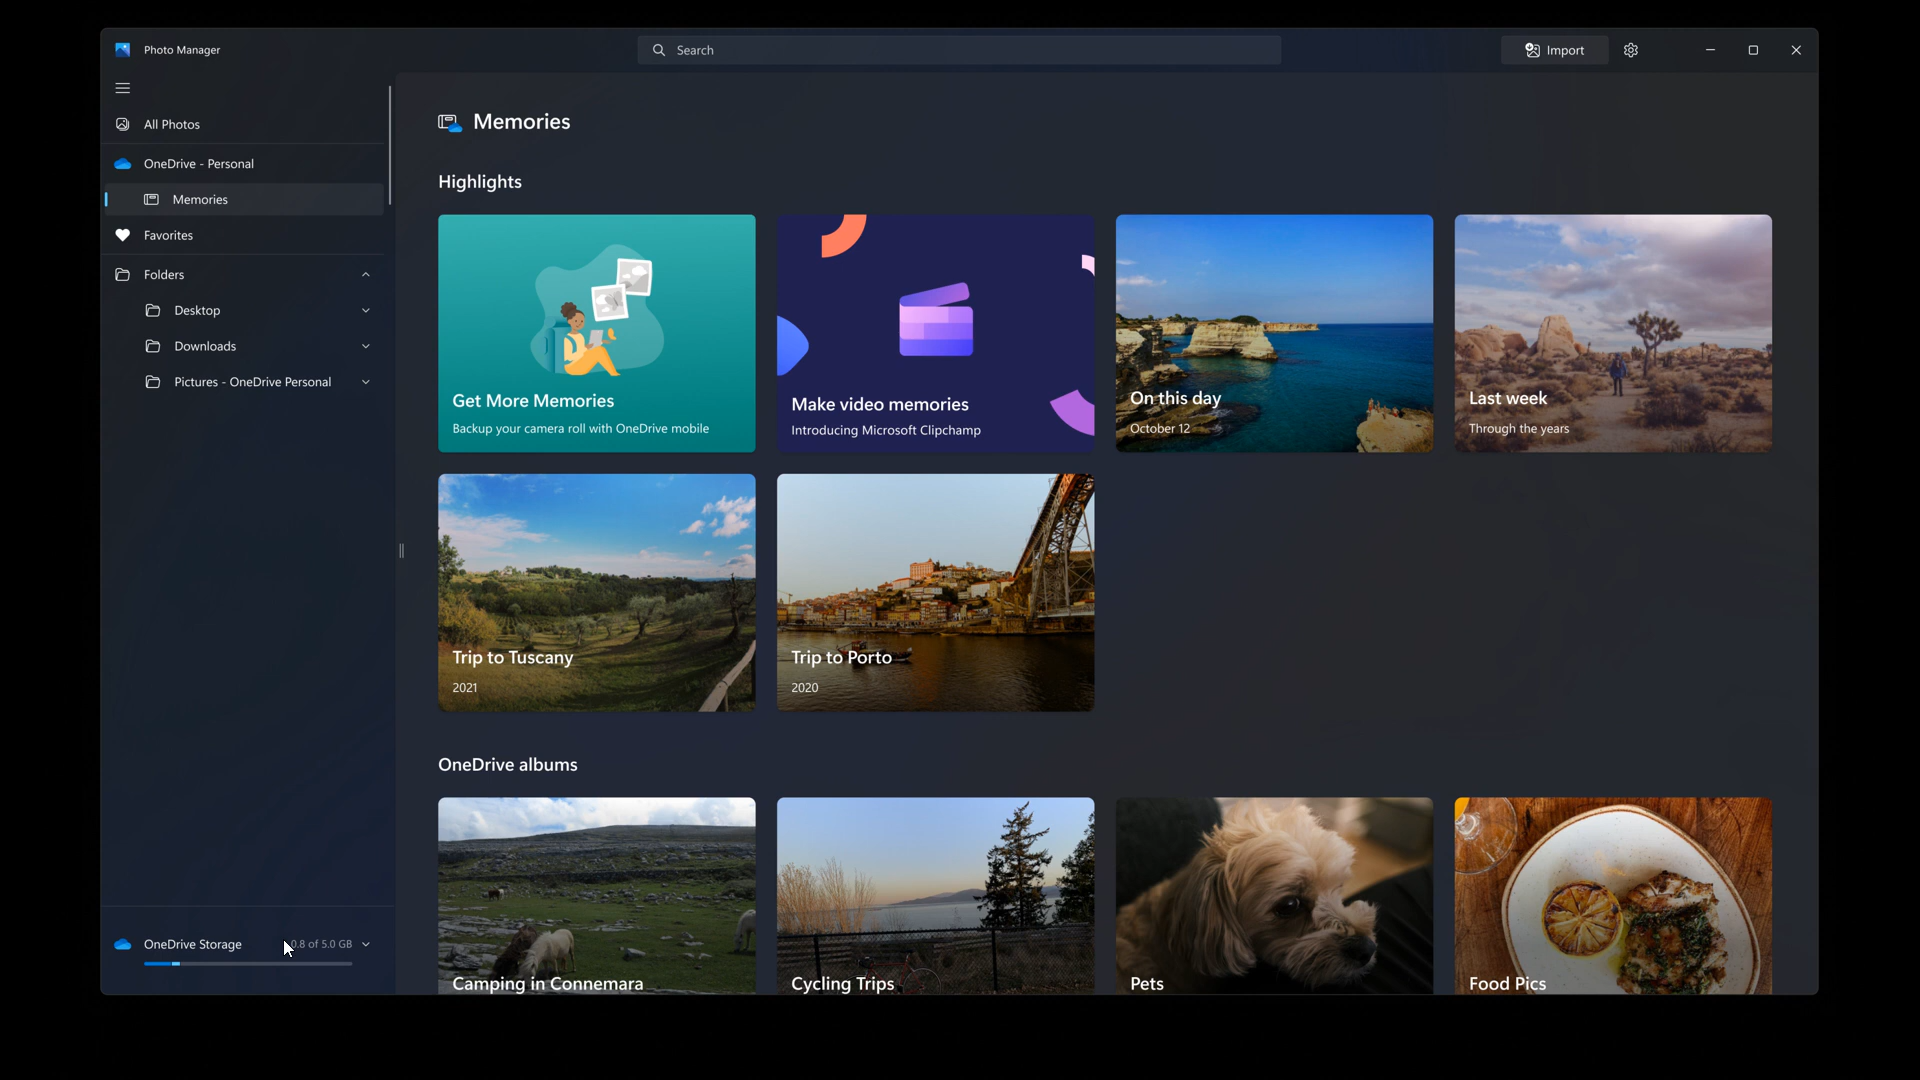 Photo Manager
Search
Import
All Photos
OneDrive - Personal
Memories
Favorites
Folders
Desktop
Downloads
Pictures - OneDrive Personal
OneDrive Storage
0.8 of 5.0 GB
Memories
Highlights
Get More Memories
Backup your camera roll with OneDrive mobile
Make video memories
Introducing Microsoft Clipchamp
On this day
October 12
Last week
Through the years
Trip to Tuscany
2021
Trip to Porto
2020
OneDrive albums
Camping in Connemara
Cycling Trips
Pets
Food Pics